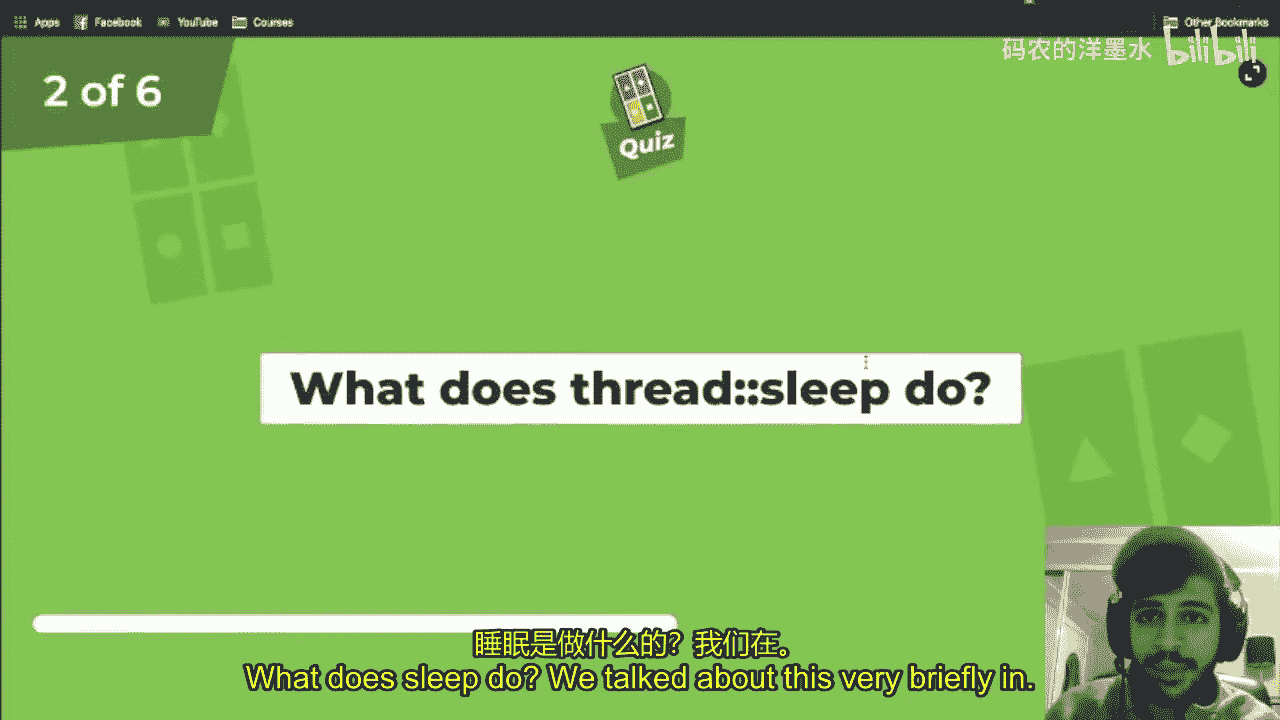 Apps Facebook YouTube Courses Other Bookmarks
码农的洋墨水 bilibili
2 of 6
Quiz
What does thread::sleep do?
睡眠是做什么的？我们在。
What does sleep do? We talked about this very briefly in.